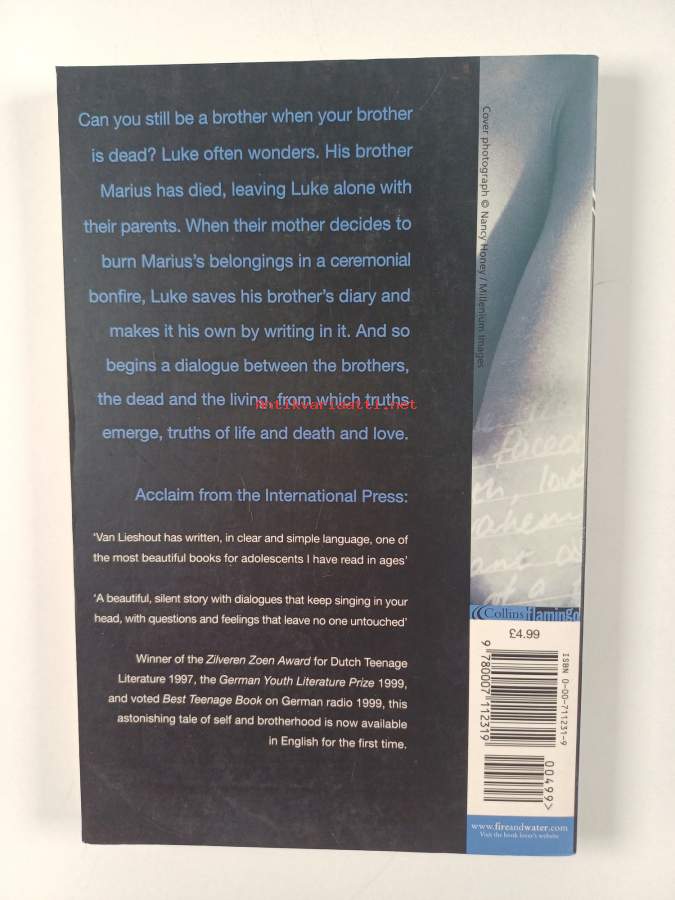 Can you still be a brother when your brother
is dead? Luke often wonders. His brother
Marius has died, leaving Luke alone with
their parents. When their mother decides to
burn Marius's belongings in a ceremonial
bonfire, Luke saves his brother's diary and
makes it his own by writing in it. And so
begins a dialogue between the brothers,
the dead and the living, from which truths
emerge, truths of life and death and love.
antikvariaatti.net
Acclaim from the International Press:
'Van Lieshout has written, in clear and simple language, one of
the most beautiful books for adolescents I have read in ages'
'A beautiful, silent story with dialogues that keep singing in your
head, with questions and feelings that leave no one untouched'
Winner of the Zilveren Zoen Award for Dutch Teenage
Literature 1997, the German Youth Literature Prize 1999,
and voted Best Teenage Book on German radio 1999, this
astonishing tale of self and brotherhood is now available
in English for the first time.
Cover photograph © Nancy Honey / Millenium Images
Collins flamingo
£4.99
ISBN 0-00-711231-9
9 780007 112319
00499>
www.fireandwater.com
Visit the book lover's website